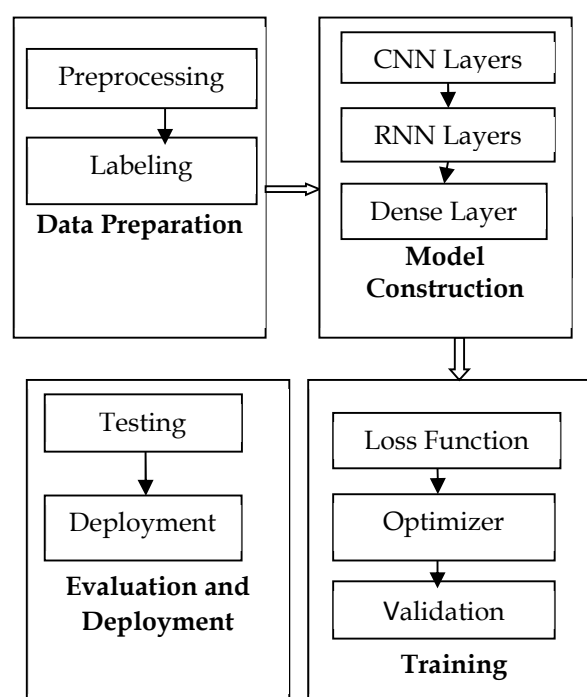 Preprocessing
Labeling
Data Preparation
CNN Layers
RNN Layers
Dense Layer
Model
Construction
Testing
Deployment
Evaluation and
Deployment
Loss Function
Optimizer
Validation
Training